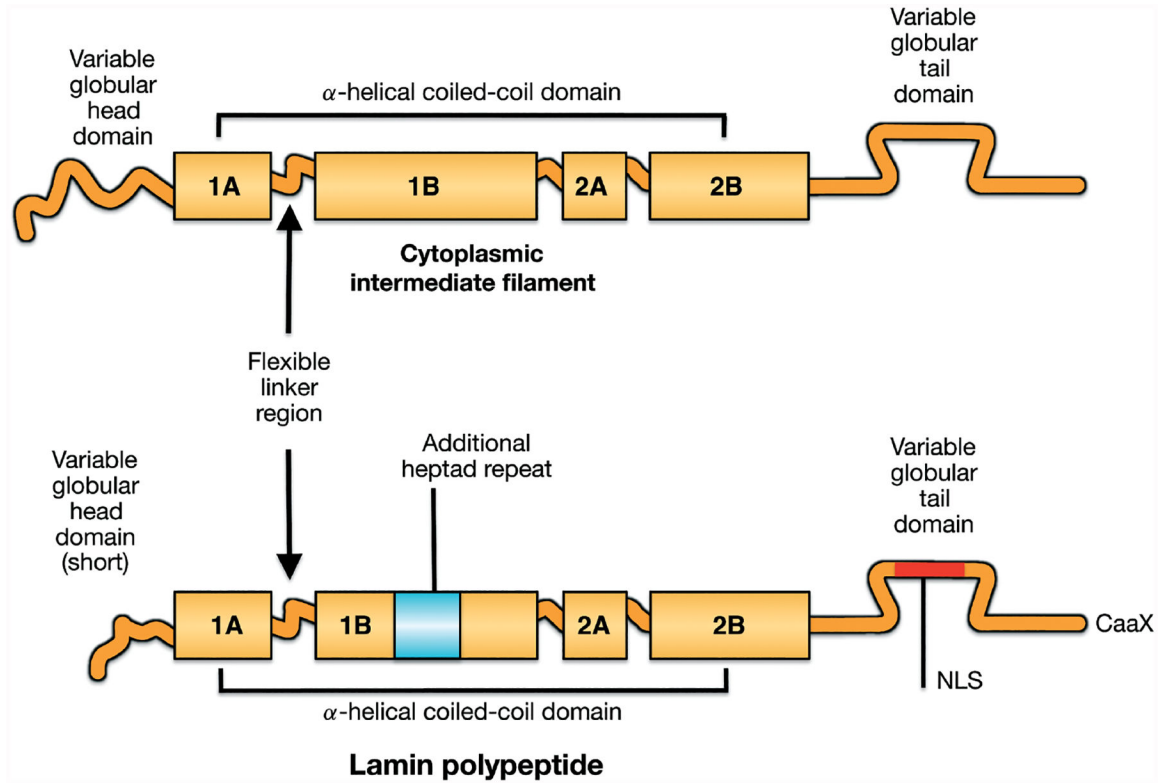 Variable
globular
head
domain
α-helical coiled-coil domain
Variable
globular
tail
domain
1A
1B
2A
2B
Cytoplasmic
intermediate filament
Flexible
linker
region
Variable
globular
head
domain
(short)
Additional
heptad repeat
Variable
globular
tail
domain
1A
1B
2A
2B
CaaX
NLS
α-helical coiled-coil domain
Lamin polypeptide